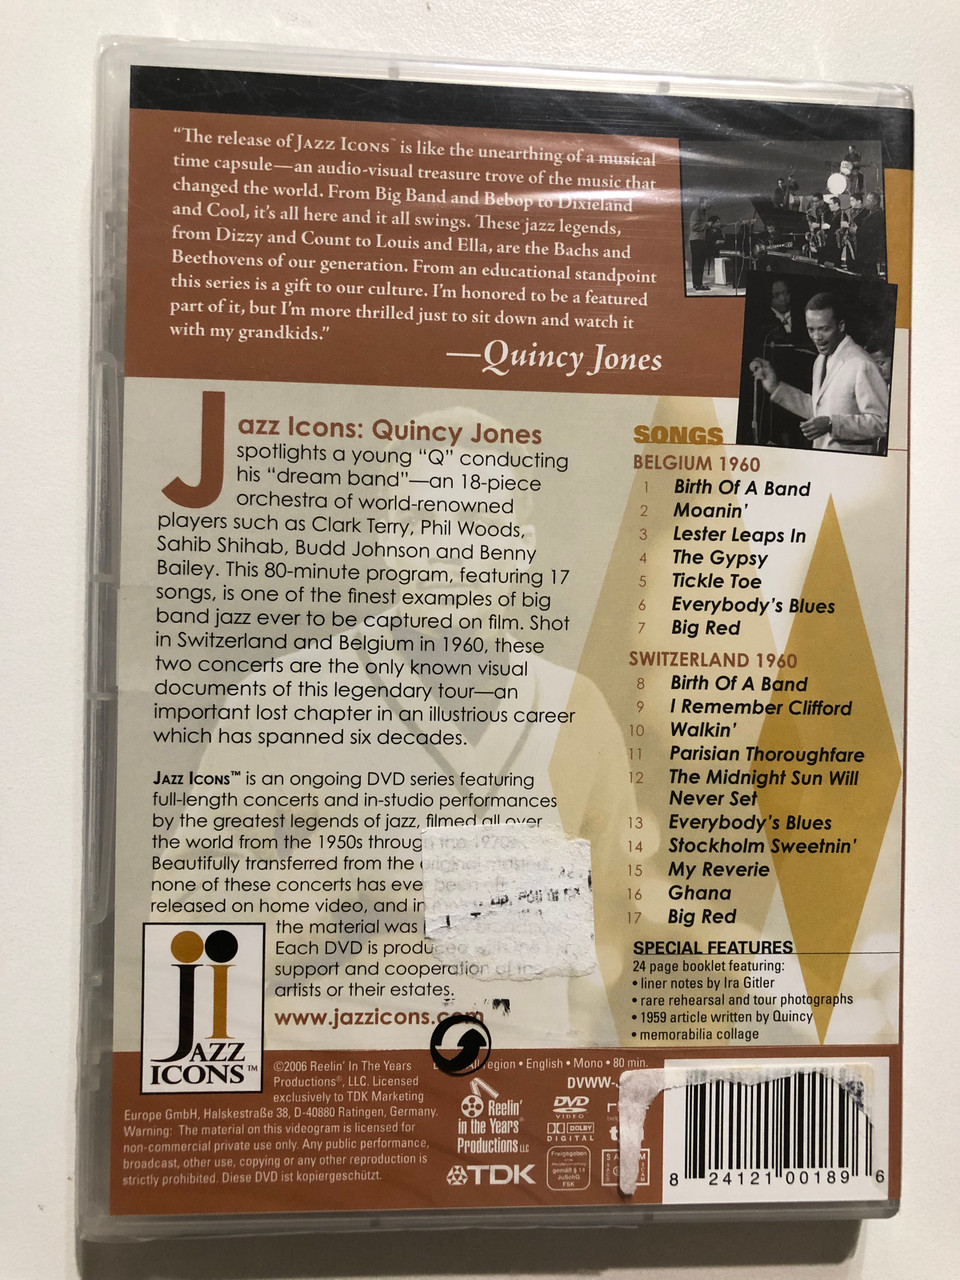 “The release of JAZZ ICONS™ is like the unearthing of a musical
time capsule—an audio-visual treasure trove of the music that
changed the world. From Big Band and Bebop to Dixieland
and Cool, it’s all here and it all swings. These jazz legends,
from Dizzy and Count to Louis and Ella, are the Bachs and
Beethovens of our generation. From an educational standpoint
this series is a gift to our culture. I’m honored to be a featured
part of it, but I’m more thrilled just to sit down and watch it
with my grandkids.”
—Quincy Jones
Jazz Icons: Quincy Jones
spotlights a young “Q” conducting
his “dream band”—an 18-piece
orchestra of world-renowned
players such as Clark Terry, Phil Woods,
Sahib Shihab, Budd Johnson and Benny
Bailey. This 80-minute program, featuring 17
songs, is one of the finest examples of big
band jazz ever to be captured on film. Shot
in Switzerland and Belgium in 1960, these
two concerts are the only known visual
documents of this legendary tour—an
important lost chapter in an illustrious career
which has spanned six decades.
JAZZ ICONS™ is an ongoing DVD series featuring
full-length concerts and in-studio performances
by the greatest legends of jazz, filmed all over
the world from the 1950s through the 1970s.
Beautifully transferred from the original masters,
none of these concerts has ever been
released on home video, and in
the material was
Each DVD is produced with the
support and cooperation of the
artists or their estates.
www.jazzicons.com
JAZZ
ICONS™
SONGS
BELGIUM 1960
1 Birth Of A Band
2 Moanin’
3 Lester Leaps In
4 The Gypsy
5 Tickle Toe
6 Everybody’s Blues
7 Big Red
SWITZERLAND 1960
8 Birth Of A Band
9 I Remember Clifford
10 Walkin’
11 Parisian Thoroughfare
12 The Midnight Sun Will
Never Set
13 Everybody’s Blues
14 Stockholm Sweetnin’
15 My Reverie
16 Ghana
17 Big Red
SPECIAL FEATURES
24 page booklet featuring:
• liner notes by Ira Gitler
• rare rehearsal and tour photographs
• 1959 article written by Quincy
• memorabilia collage
All region • English • Mono • 80 min.
©2006 Reelin’ In The Years
Productions®, LLC. Licensed
exclusively to TDK Marketing
Europe GmbH, Halskestraße 38, D-40880 Ratingen, Germany.
Warning: The material on this videogram is licensed for
non-commercial private use only. Any public performance,
broadcast, other use, copying or any other reproduction is
strictly prohibited. Diese DVD ist kopiergeschützt.
Reelin’
in the Years
Productions LLC
TDK
DVWW-
DVD
VIDEO
DOLBY
DIGITAL
Freigegeben
gemäß § 14
JuSchG
FSK
8 24121 00189 6